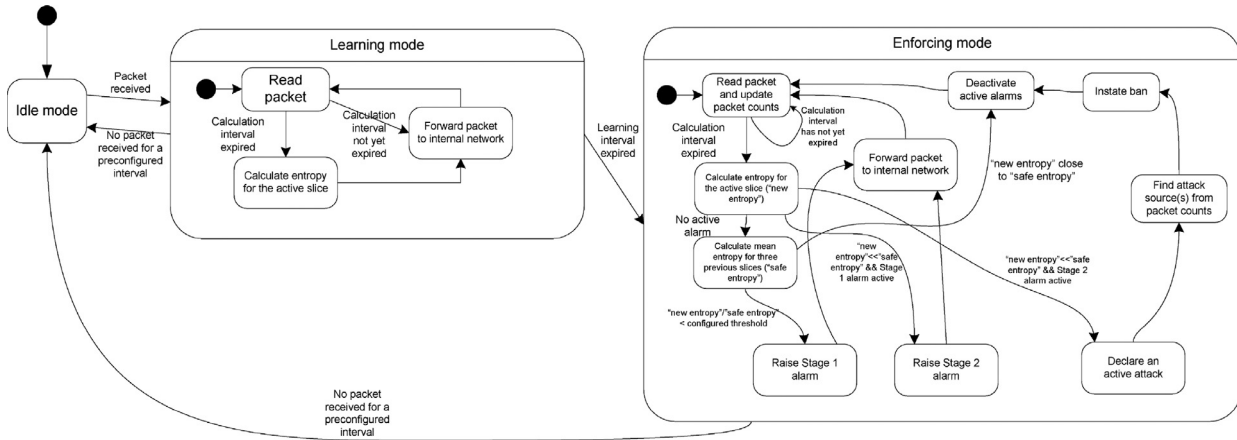 Learning mode
Enforcing mode
Idle mode
Packet
received
No packet
received for a
preconfigured
interval
Read
packet
Calculation
interval
expired
Calculation
interval
not yet
expired
Forward packet
to internal network
Calculate entropy
for the active slice
Learning
interval
expired
Read packet
and update
packet counts
Calculation
interval
has not yet
expired
Deactivate
active alarms
Instate ban
Calculation
interval
expired
Forward packet
to internal network
"new entropy" close
to "safe entropy"
Calculate entropy for
the active slice ("new
entropy")
Find attack
source(s) from
packet counts
No active
alarm
Calculate mean
entropy for three
previous slices ("safe
entropy")
"new
entropy"<<"safe
entropy" && Stage
1 alarm active
"new entropy"<<"safe
entropy" && Stage 2
alarm active
"new entropy"/"safe entropy"
< configured threshold
Raise Stage 1
alarm
Raise Stage 2
alarm
Declare an
active attack
No packet
received for a
preconfigured
interval